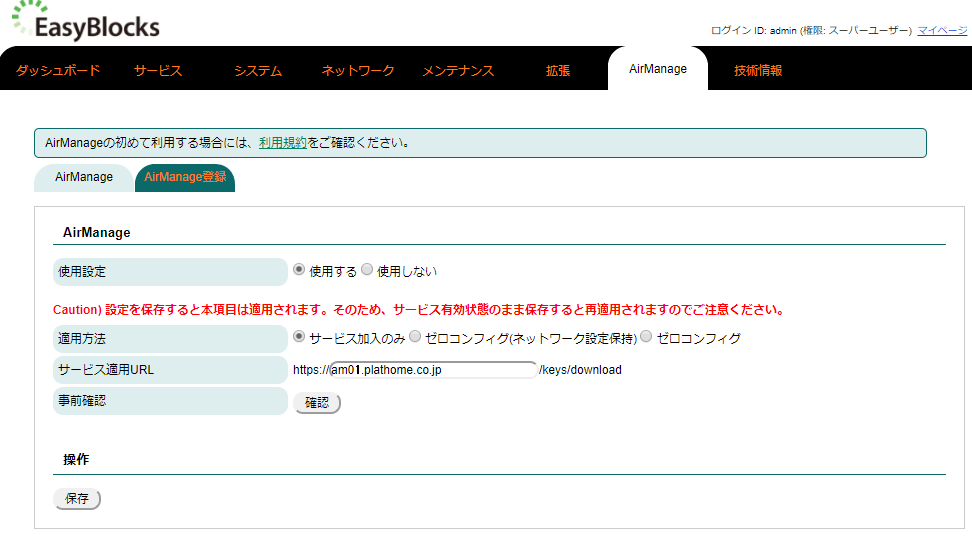 EasyBlocks
ログイン ID: admin (権限: スーパーユーザー) マイページ
ダッシュボード サービス システム ネットワーク メンテナンス 拡張 AirManage 技術情報
AirManageの初めて利用する場合には、利用規約をご確認ください。
AirManage AirManage登録
AirManage
使用設定 使用する 使用しない
Caution) 設定を保存すると本項目は適用されます。そのため、サービス有効状態のまま保存すると再適用されますのでご注意ください。
適用方法 サービス加入のみ ゼロコンフィグ(ネットワーク設定保持) ゼロコンフィグ
サービス適用URL https://am01.plathome.co.jp/keys/download
事前確認 確認
操作
保存